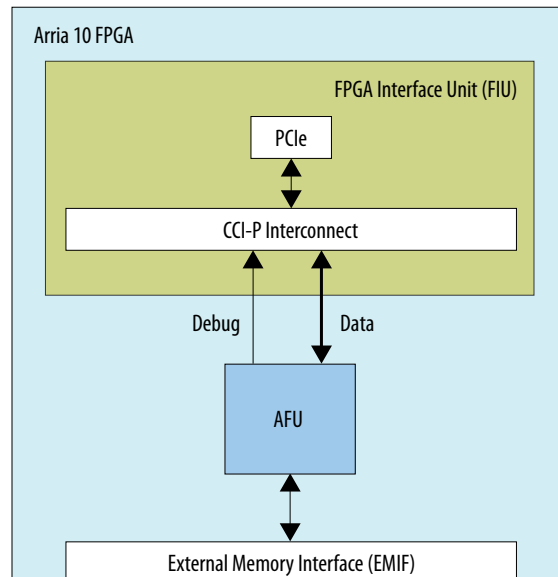 Arria 10 FPGA
FPGA Interface Unit (FIU)
PCIe
CCI-P Interconnect
Debug
Data
AFU
External Memory Interface (EMIF)